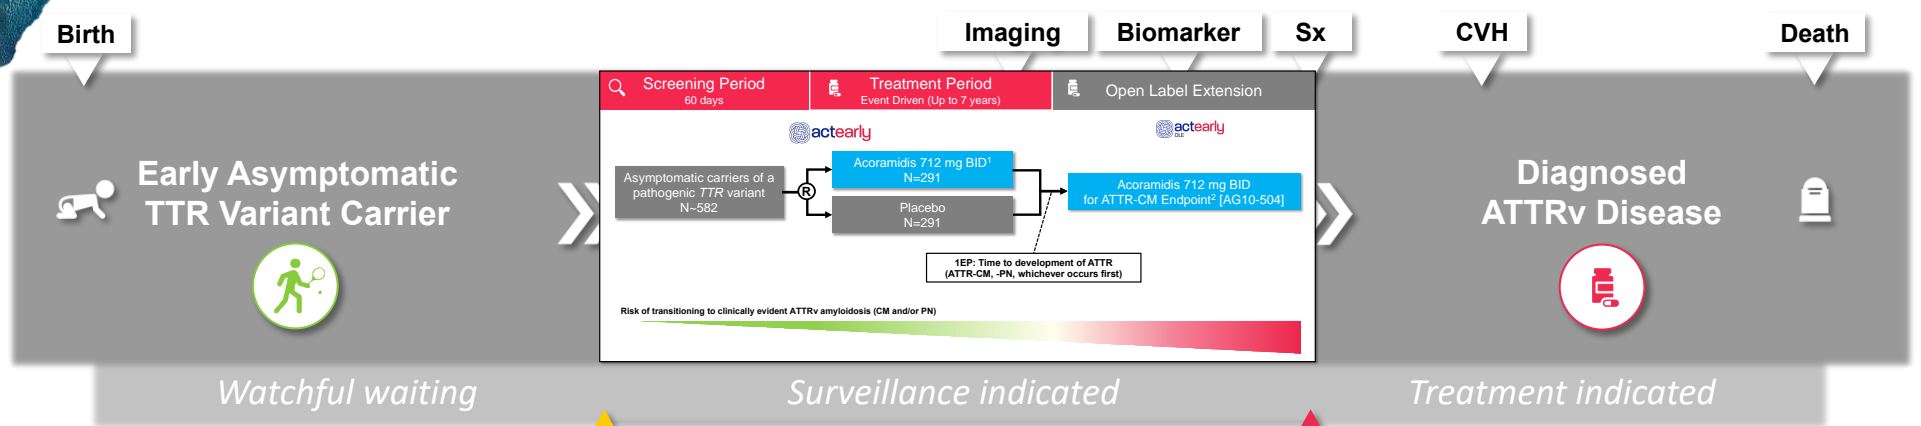 Birth
Imaging
Biomarker
Sx
CVH
Death
Screening Period
60 days
Treatment Period
Event Driven (Up to 7 years)
Open Label Extension
actearly
actearly
OLE
Early Asymptomatic
TTR Variant Carrier
Asymptomatic carriers of a
pathogenic TTR variant
N~582
R
Acoramidis 712 mg BID¹
N=291
Placebo
N=291
Acoramidis 712 mg BID
for ATTR-CM Endpoint² [AG10-504]
1EP: Time to development of ATTR
(ATTR-CM, -PN, whichever occurs first)
Risk of transitioning to clinically evident ATTRv amyloidosis (CM and/or PN)
Diagnosed
ATTRv Disease
Watchful waiting
Surveillance indicated
Treatment indicated